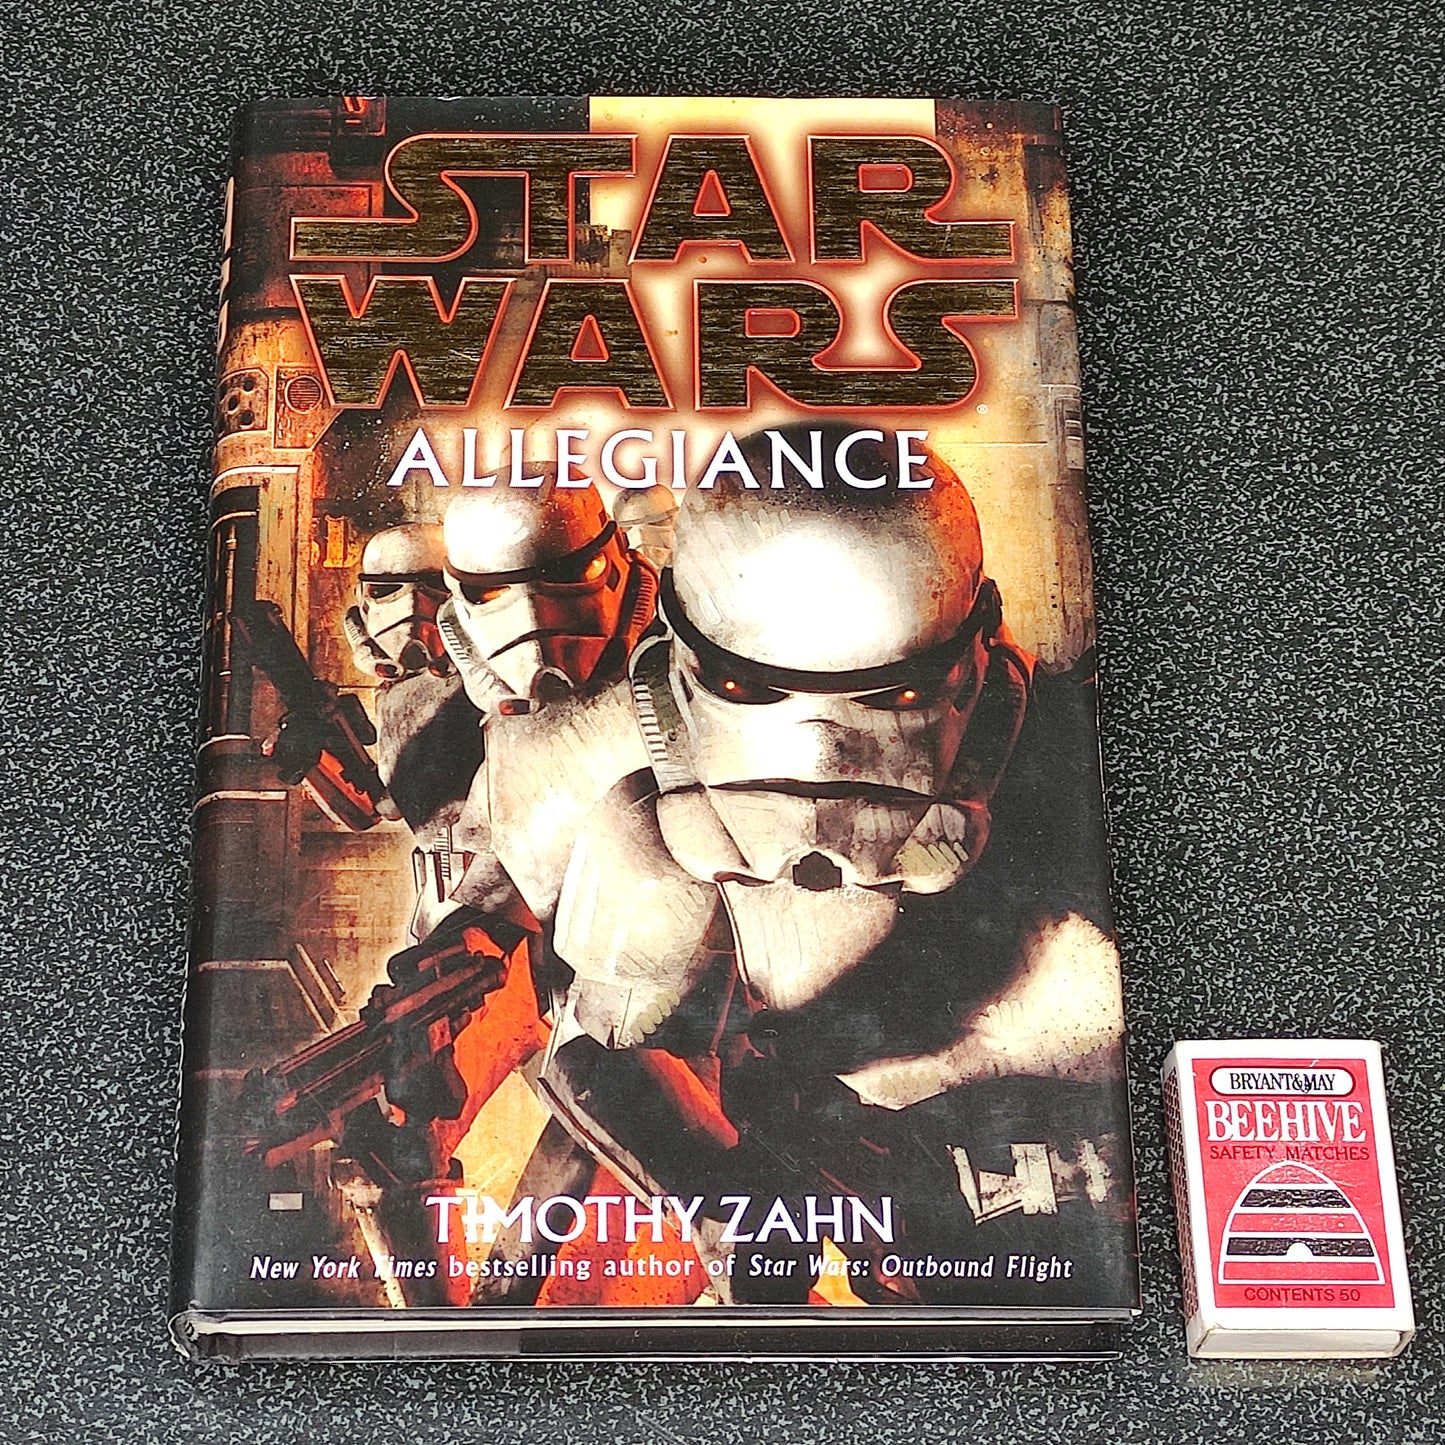 STAR
WARS®
ALLEGIANCE
TIMOTHY ZAHN
New York Times bestselling author of Star Wars: Outbound Flight
BRYANT&MAY
BEEHIVE
SAFETY MATCHES
CONTENTS 50